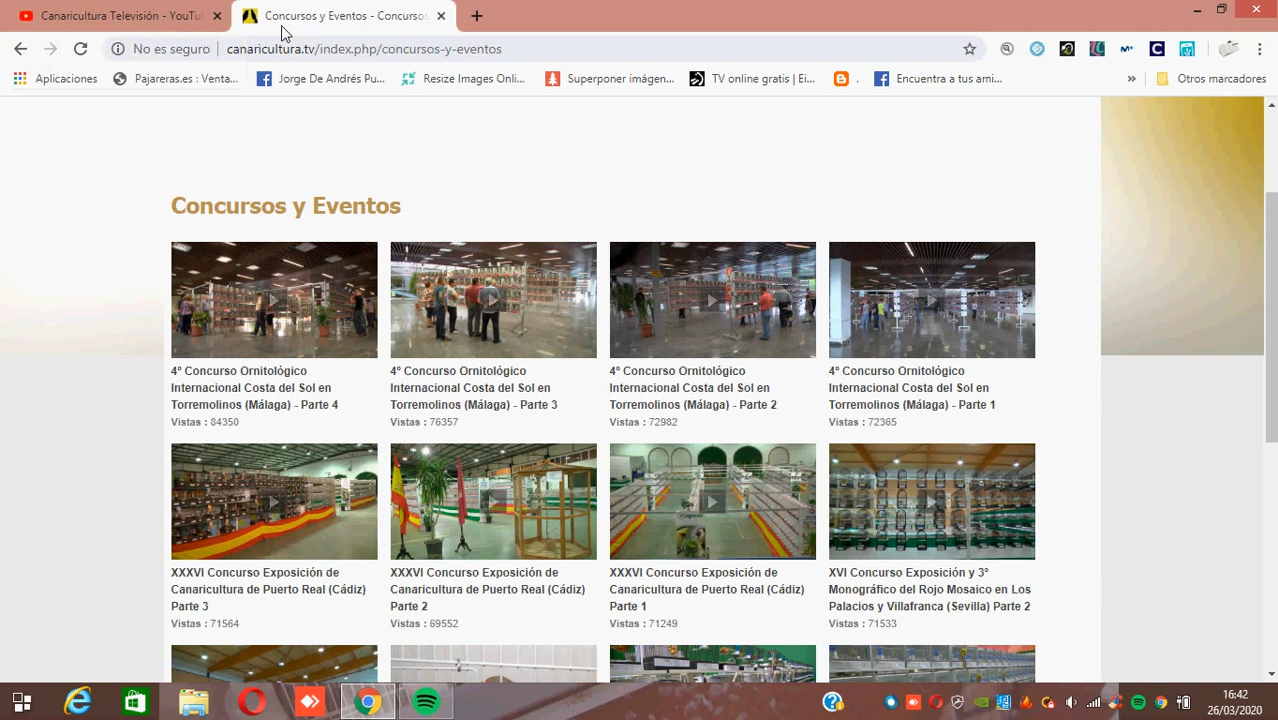 Canaricultura Televisión - YouTu
Concursos y Eventos - Concursos
No es seguro
canaricultura.tv/index.php/concursos-y-eventos
Aplicaciones
Pajareras.es : Venta...
Jorge De Andrés Pu...
Resize Images Onli...
Superponer imágen...
TV online gratis | Ei...
.
Encuentra a tus ami...
»
Otros marcadores
Concursos y Eventos
4º Concurso Ornitológico
Internacional Costa del Sol en
Torremolinos (Málaga) - Parte 4
Vistas : 84350
4º Concurso Ornitológico
Internacional Costa del Sol en
Torremolinos (Málaga) - Parte 3
Vistas : 76357
4º Concurso Ornitológico
Internacional Costa del Sol en
Torremolinos (Málaga) - Parte 2
Vistas : 72982
4º Concurso Ornitológico
Internacional Costa del Sol en
Torremolinos (Málaga) - Parte 1
Vistas : 72365
XXXVI Concurso Exposición de
Canaricultura de Puerto Real (Cádiz)
Parte 3
Vistas : 71564
XXXVI Concurso Exposición de
Canaricultura de Puerto Real (Cádiz)
Parte 2
Vistas : 69552
XXXVI Concurso Exposición de
Canaricultura de Puerto Real (Cádiz)
Parte 1
Vistas : 71249
XVI Concurso Exposición y 3º
Monográfico del Rojo Mosaico en Los
Palacios y Villafranca (Sevilla) Parte 2
Vistas : 71533
16:42
26/03/2020